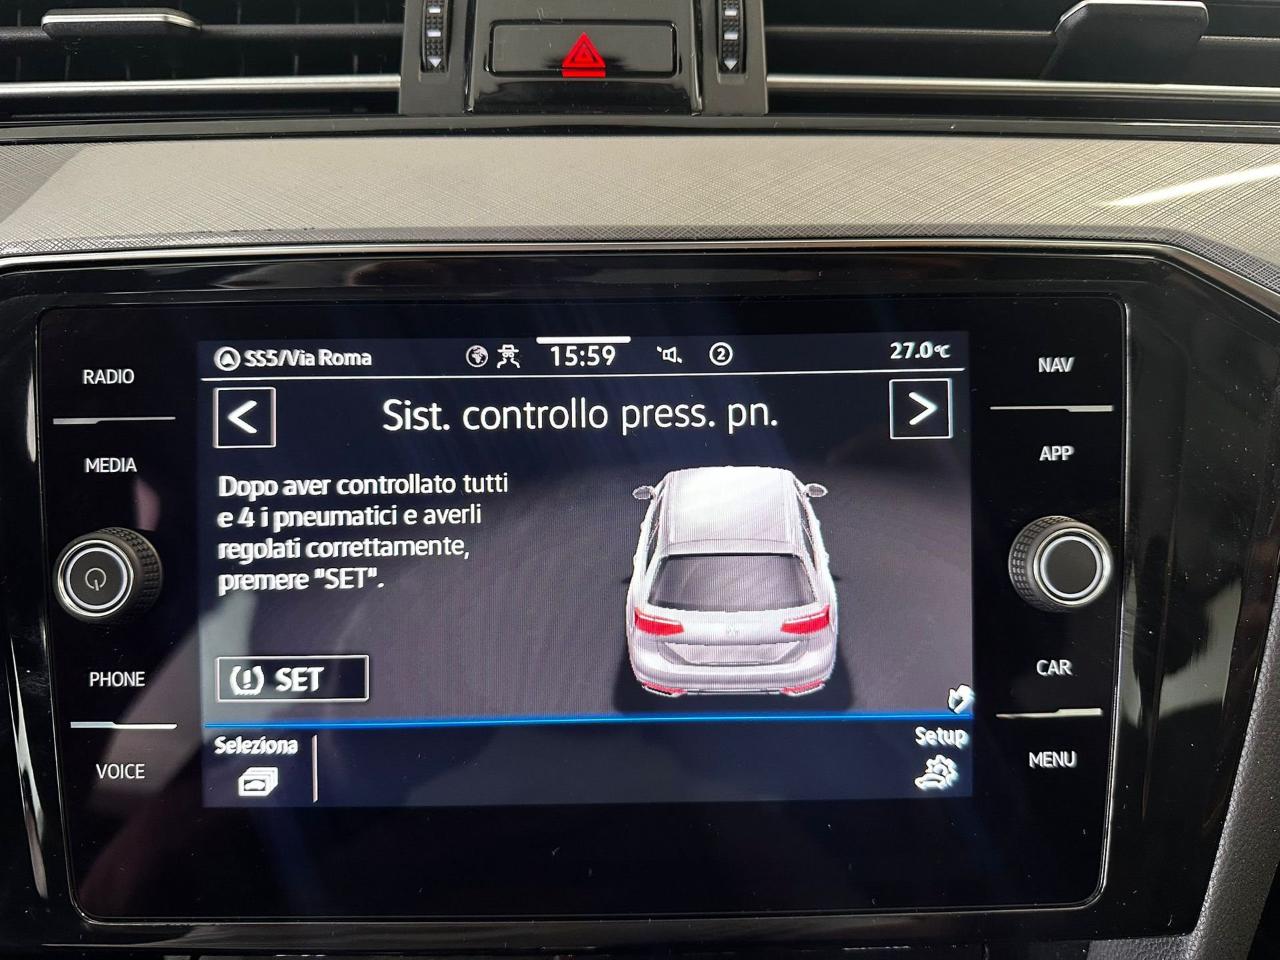 SS5/Via Roma
15:59
2
27.0°C
RADIO
MEDIA
PHONE
VOICE
NAV
APP
CAR
MENU
<
Sist. controllo press. pn.
>
Dopo aver controllato tutti
e 4 i pneumatici e averli
regolati correttamente,
premere "SET".
SET
Seleziona
Setup